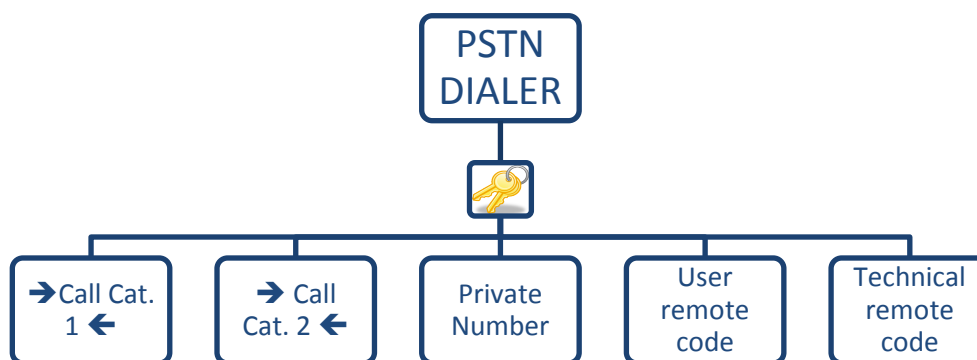 PSTN
DIALER
➔Call Cat.
1 🡸
➔ Call
Cat. 2 🡸
Private
Number
User
remote
code
Technical
remote
code